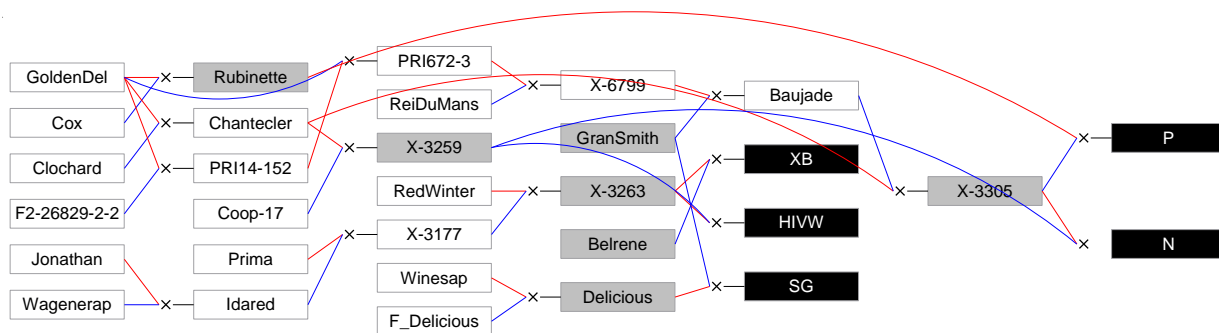 GoldenDel
Cox
Clochard
F2-26829-2-2
Jonathan
Wagenerap
Rubinette
Chantecler
PRI14-152
Coop-17
Prima
Idared
PRI672-3
ReiDuMans
X-3259
RedWinter
X-3177
Winesap
F_Delicious
X-6799
GranSmith
X-3263
Belrene
Delicious
Baujade
XB
HIVW
SG
X-3305
P
N